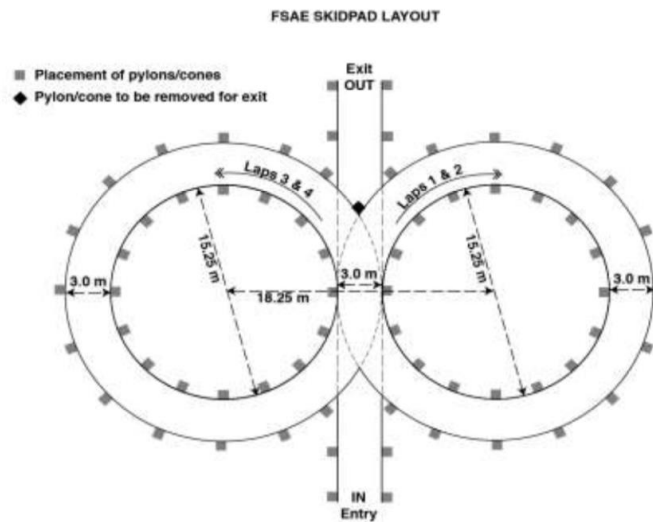 FSAE SKIDPAD LAYOUT
Placement of pylons/cones
Pylon/cone to be removed for exit
Exit
OUT
Laps 3 & 4
Laps 1 & 2
15.25 m
15.25 m
3.0 m
3.0 m
3.0 m
18.25 m
IN
Entry